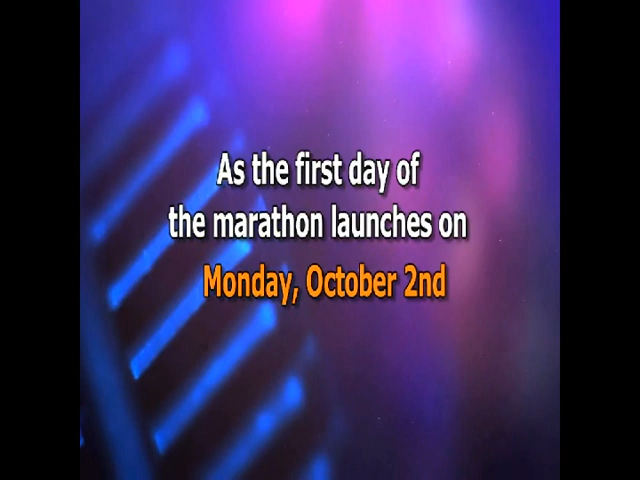 As the first day of
the marathon launches on
Monday, October 2nd